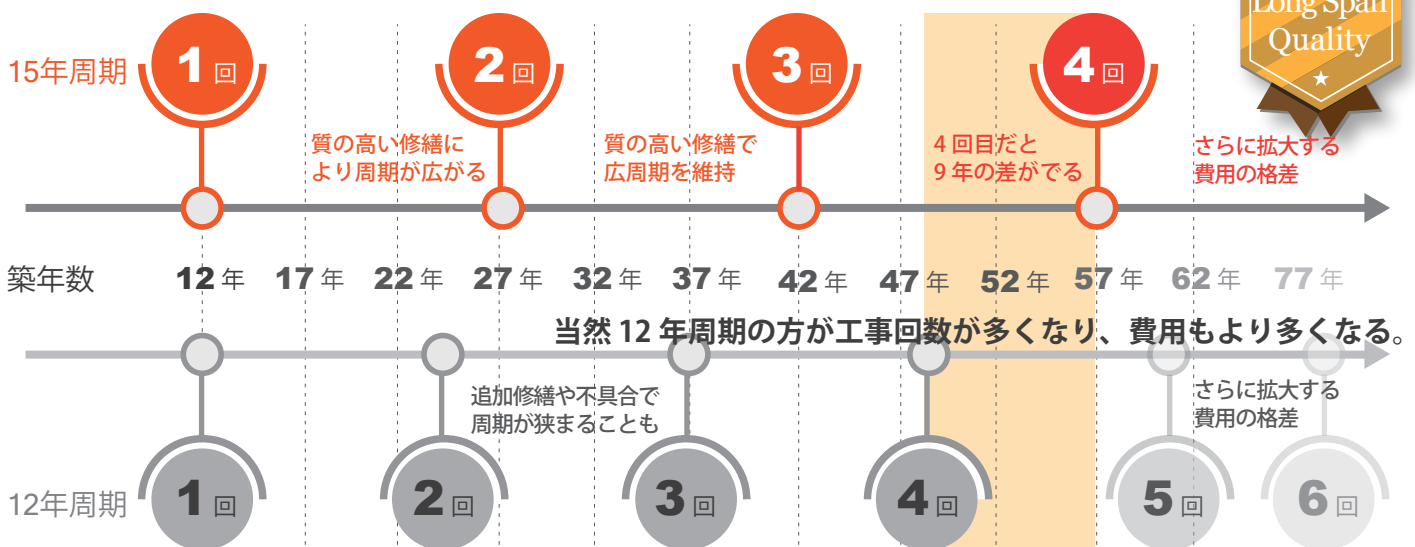 Long Span
Quality
15年周期
1回
2回
3回
4回
質の高い修繕に
より周期が広がる
質の高い修繕で
広周期を維持
4回目だと
9年の差がでる
さらに拡大する
費用の格差
築年数
12年
17年
22年
27年
32年
37年
42年
47年
52年
57年
62年
77年
当然12年周期の方が工事回数が多くなり、費用もより多くなる。
追加修繕や不具合で
周期が狭まることも
さらに拡大する
費用の格差
12年周期
1回
2回
3回
4回
5回
6回